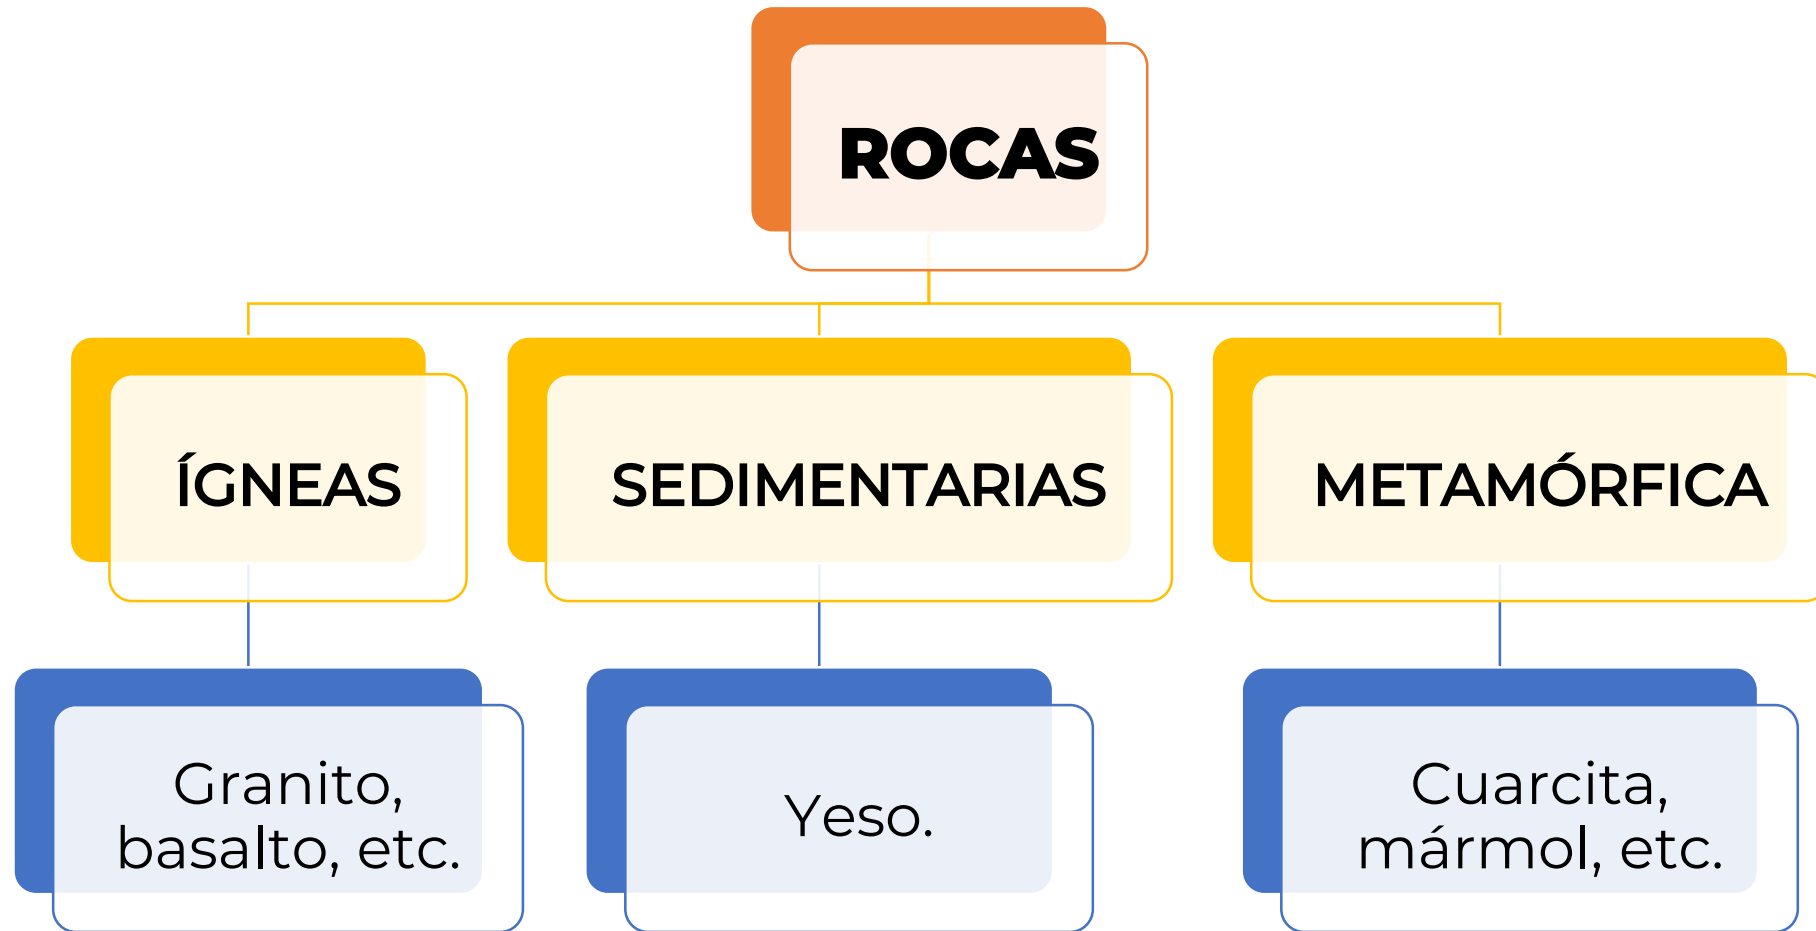 ROCAS
ÍGNEAS
SEDIMENTARIAS
METAMÓRFICA
Granito,
basalto, etc.
Yeso.
Cuarcita,
mármol, etc.